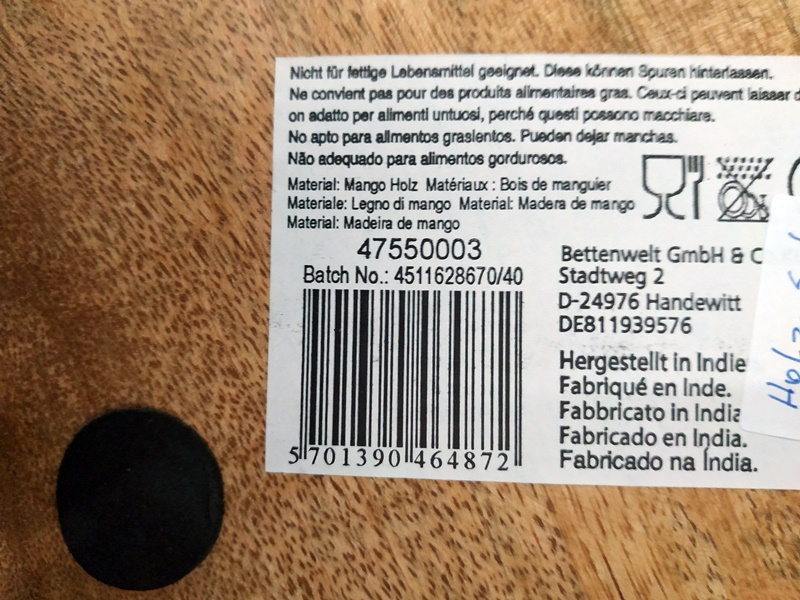 Nicht für fettige Lebensmittel geeignet. Diese können Spuren hinterlassen.
Ne convient pas pour des produits alimentaires gras. Ceux-ci peuvent laisser
on adatto per alimenti untuosi, perché questi possono macchiare.
No apto para alimentos grasientos. Pueden dejar manchas.
Não adequado para alimentos gordurosos.
Material: Mango Holz Matériaux : Bois de manguier
Materiale: Legno di mango Material: Madera de mango
Material: Madeira de mango
47550003
Batch No.: 4511628670/40
5 701390 464872
Bettenwelt GmbH & C
Stadtweg 2
D-24976 Handewitt
DE811939576
Hergestellt in Indie
Fabriqué en Inde.
Fabbricato in India
Fabricado en India.
Fabricado na Índia.